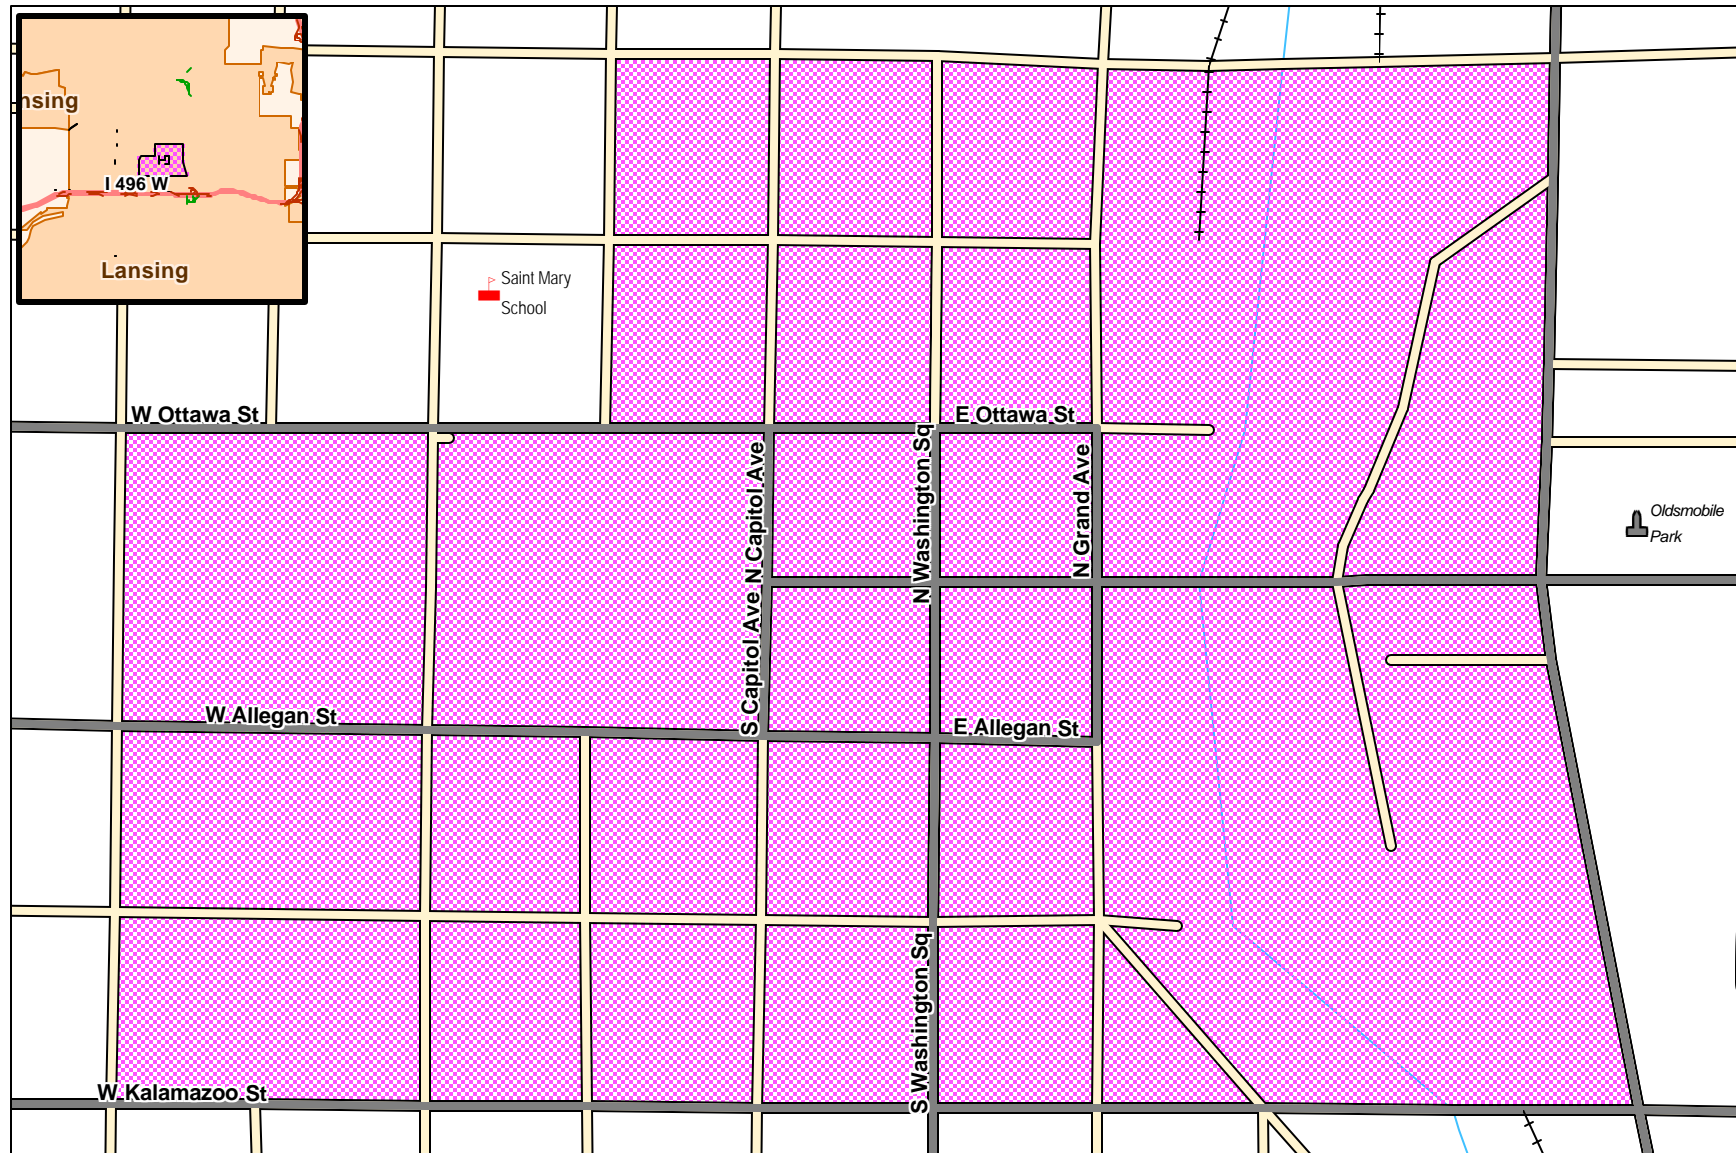 nsing
I 496 W
Lansing
Saint Mary
School
W Ottawa St
E Ottawa St
N Capitol Ave
N Washington Sq
N Grand Ave
Oldsmobile
Park
S Capitol Ave
W Allegan St
E Allegan St
S Washington Sq
W Kalamazoo St